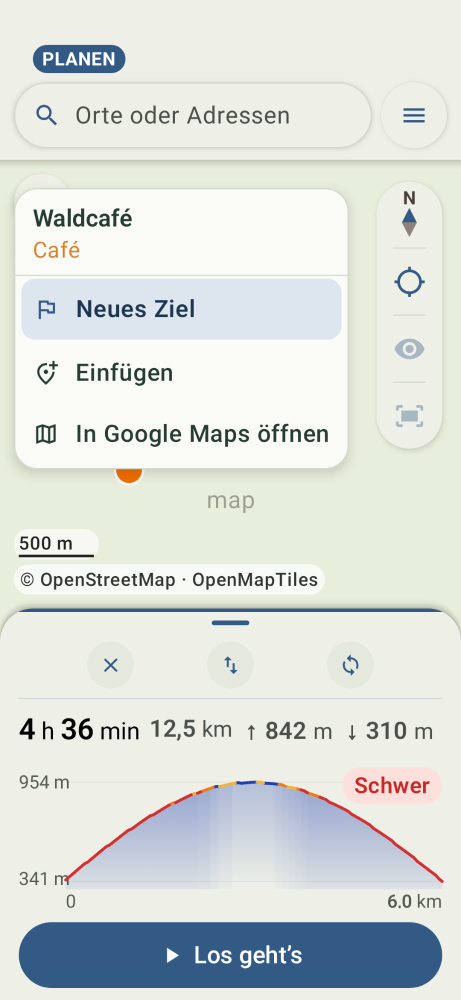 PLANEN
Orte oder Adressen
N
Waldcafé
Café
Neues Ziel
Einfügen
In Google Maps öffnen
map
500 m
© OpenStreetMap · OpenMapTiles
4 h 36 min 12,5 km ↑ 842 m ↓ 310 m
954 m
Schwer
341 m
0 6.0 km
Los geht's